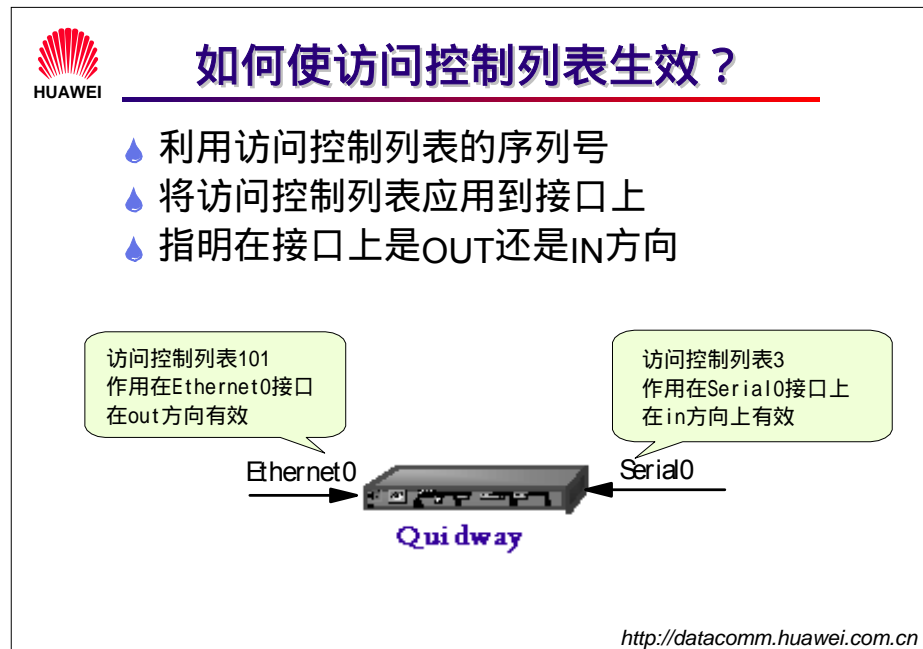 HUAWEI
如何使访问控制列表生效？
利用访问控制列表的序列号
将访问控制列表应用到接口上
指明在接口上是OUT还是IN方向
访问控制列表101
作用在Ethernet0接口
在out方向有效
访问控制列表3
作用在Serial0接口上
在in方向上有效
Ethernet0
Serial0
Quidway
http://datacomm.huawei.com.cn